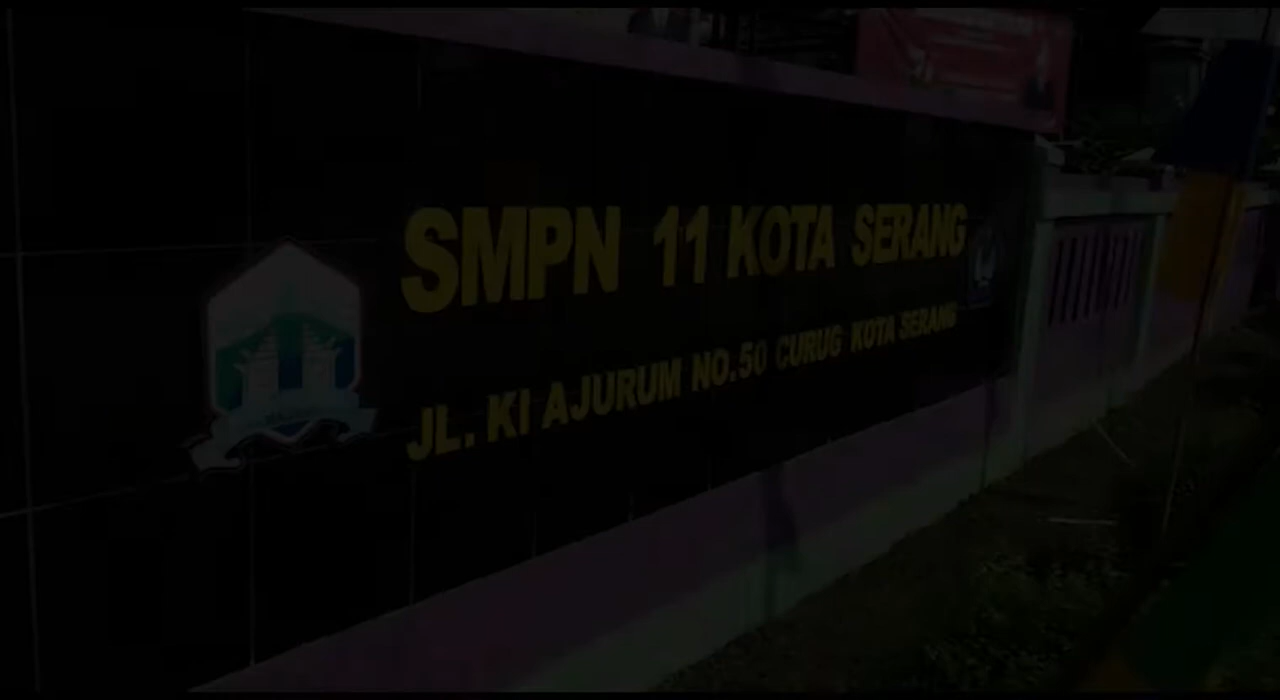 SMPN 11 KOTA SERANG
JL. KI AJURUM NO.50 CURUG KOTA SERANG